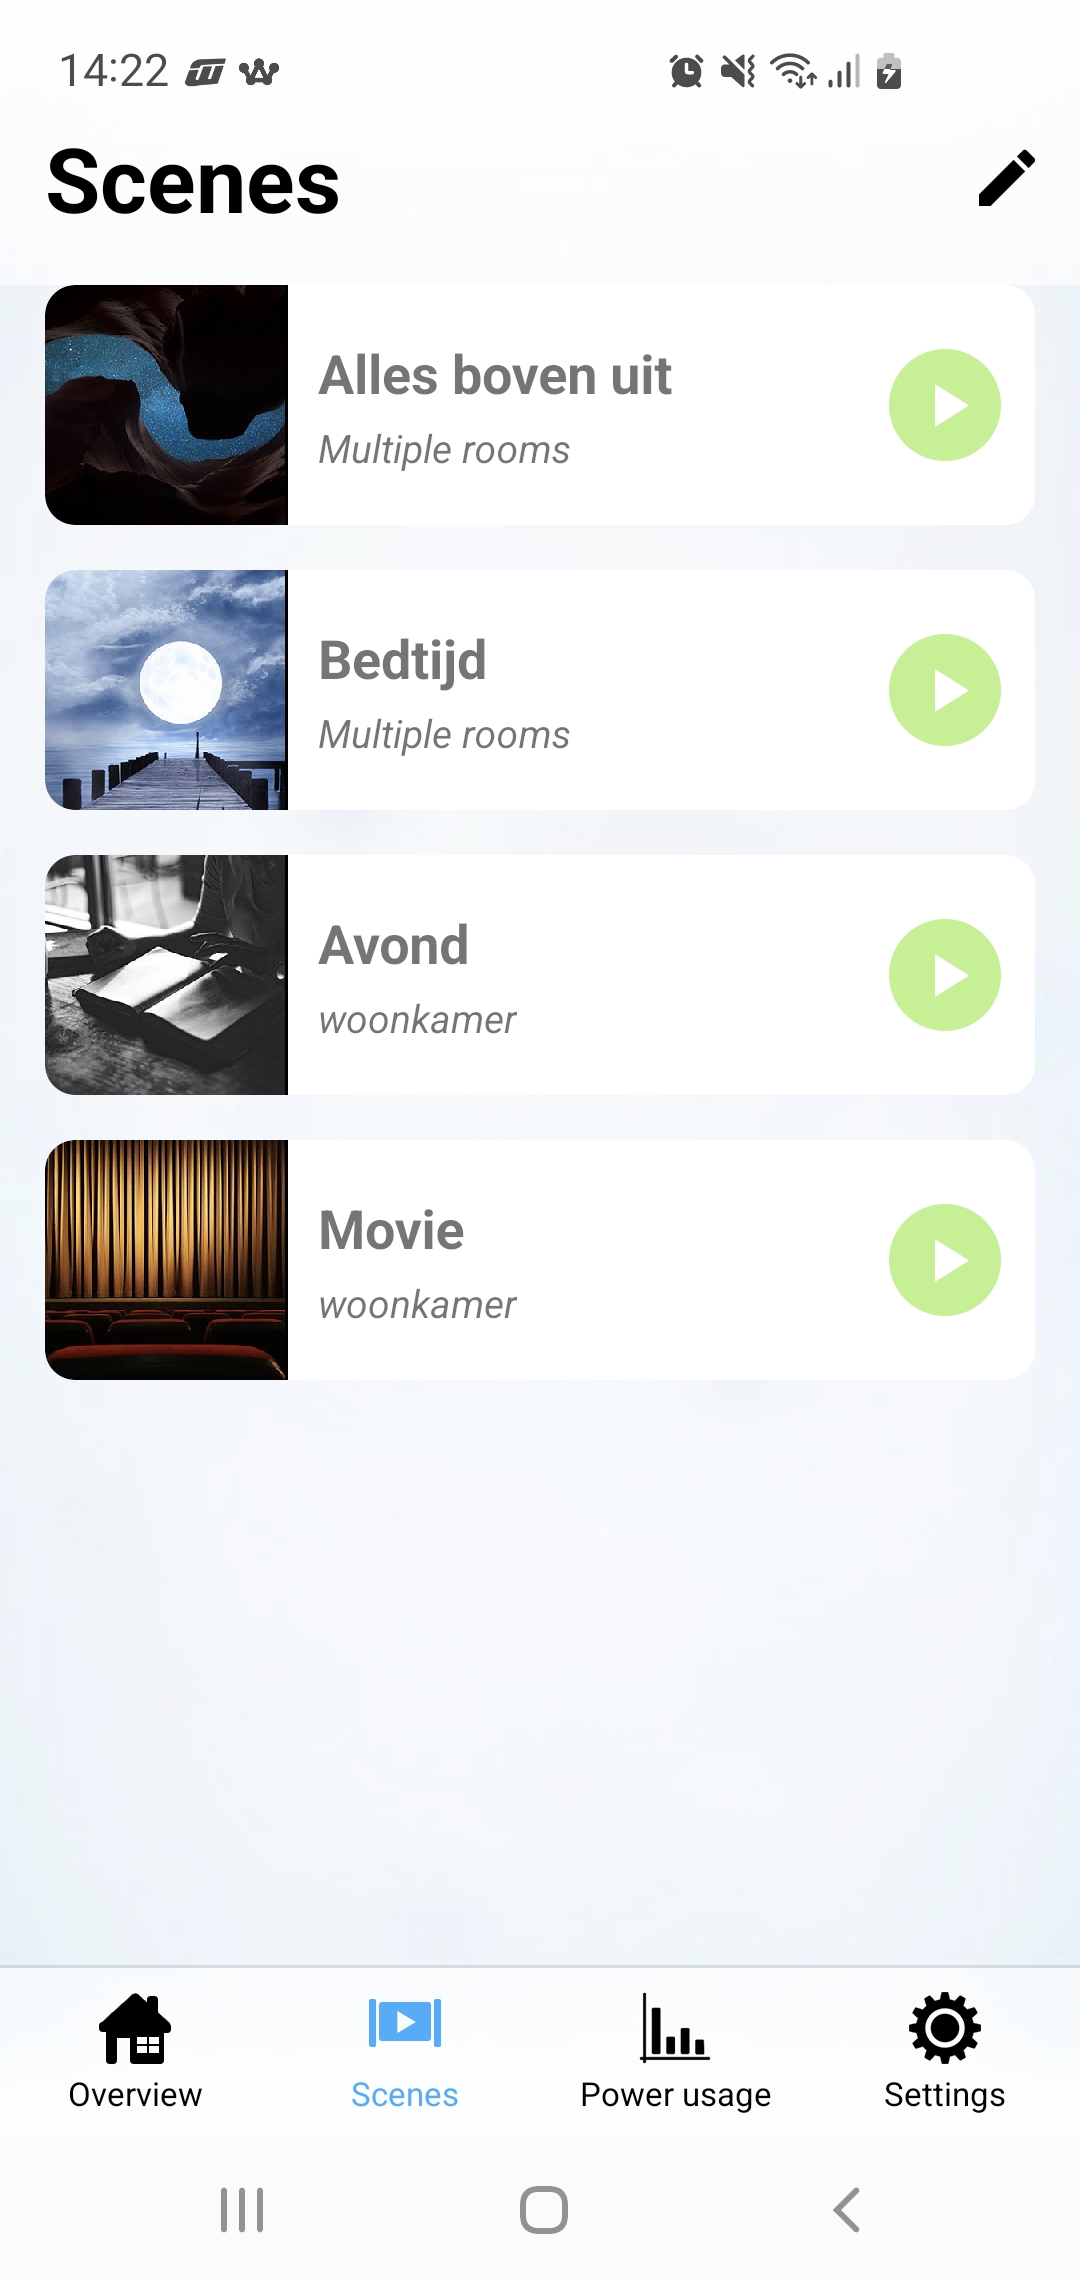 14:22
Scenes
Alles boven uit
Multiple rooms
Bedtijd
Multiple rooms
Avond
woonkamer
Movie
woonkamer
Overview
Scenes
Power usage
Settings